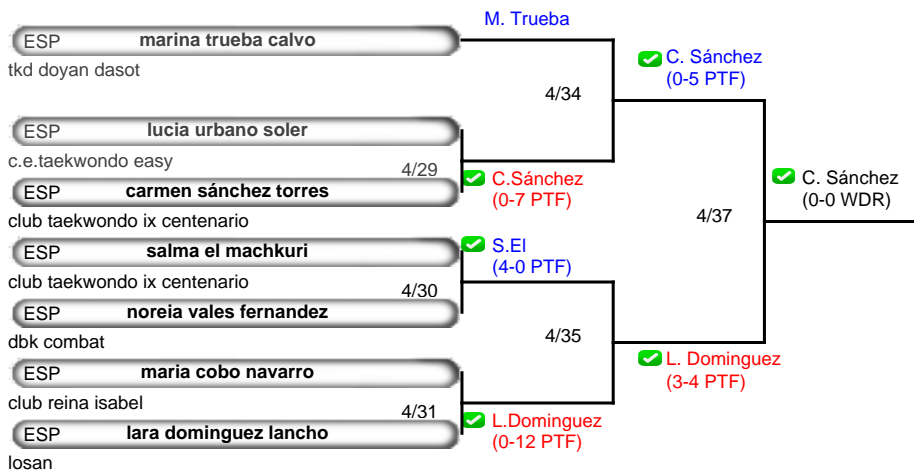 M. Trueba
ESP marina trueba calvo
tkd doyan dasot
C. Sánchez
(0-5 PTF)
4/34
ESP lucia urbano soler
c.e.taekwondo easy
4/29
ESP carmen sánchez torres
club taekwondo ix centenario
C.Sánchez
(0-7 PTF)
C. Sánchez
(0-0 WDR)
4/37
ESP salma el machkuri
club taekwondo ix centenario
S.El
(4-0 PTF)
4/30
ESP noreia vales fernandez
dbk combat
4/35
L. Dominguez
(3-4 PTF)
ESP maria cobo navarro
club reina isabel
4/31
ESP lara dominguez lancho
losan
L.Dominguez
(0-12 PTF)